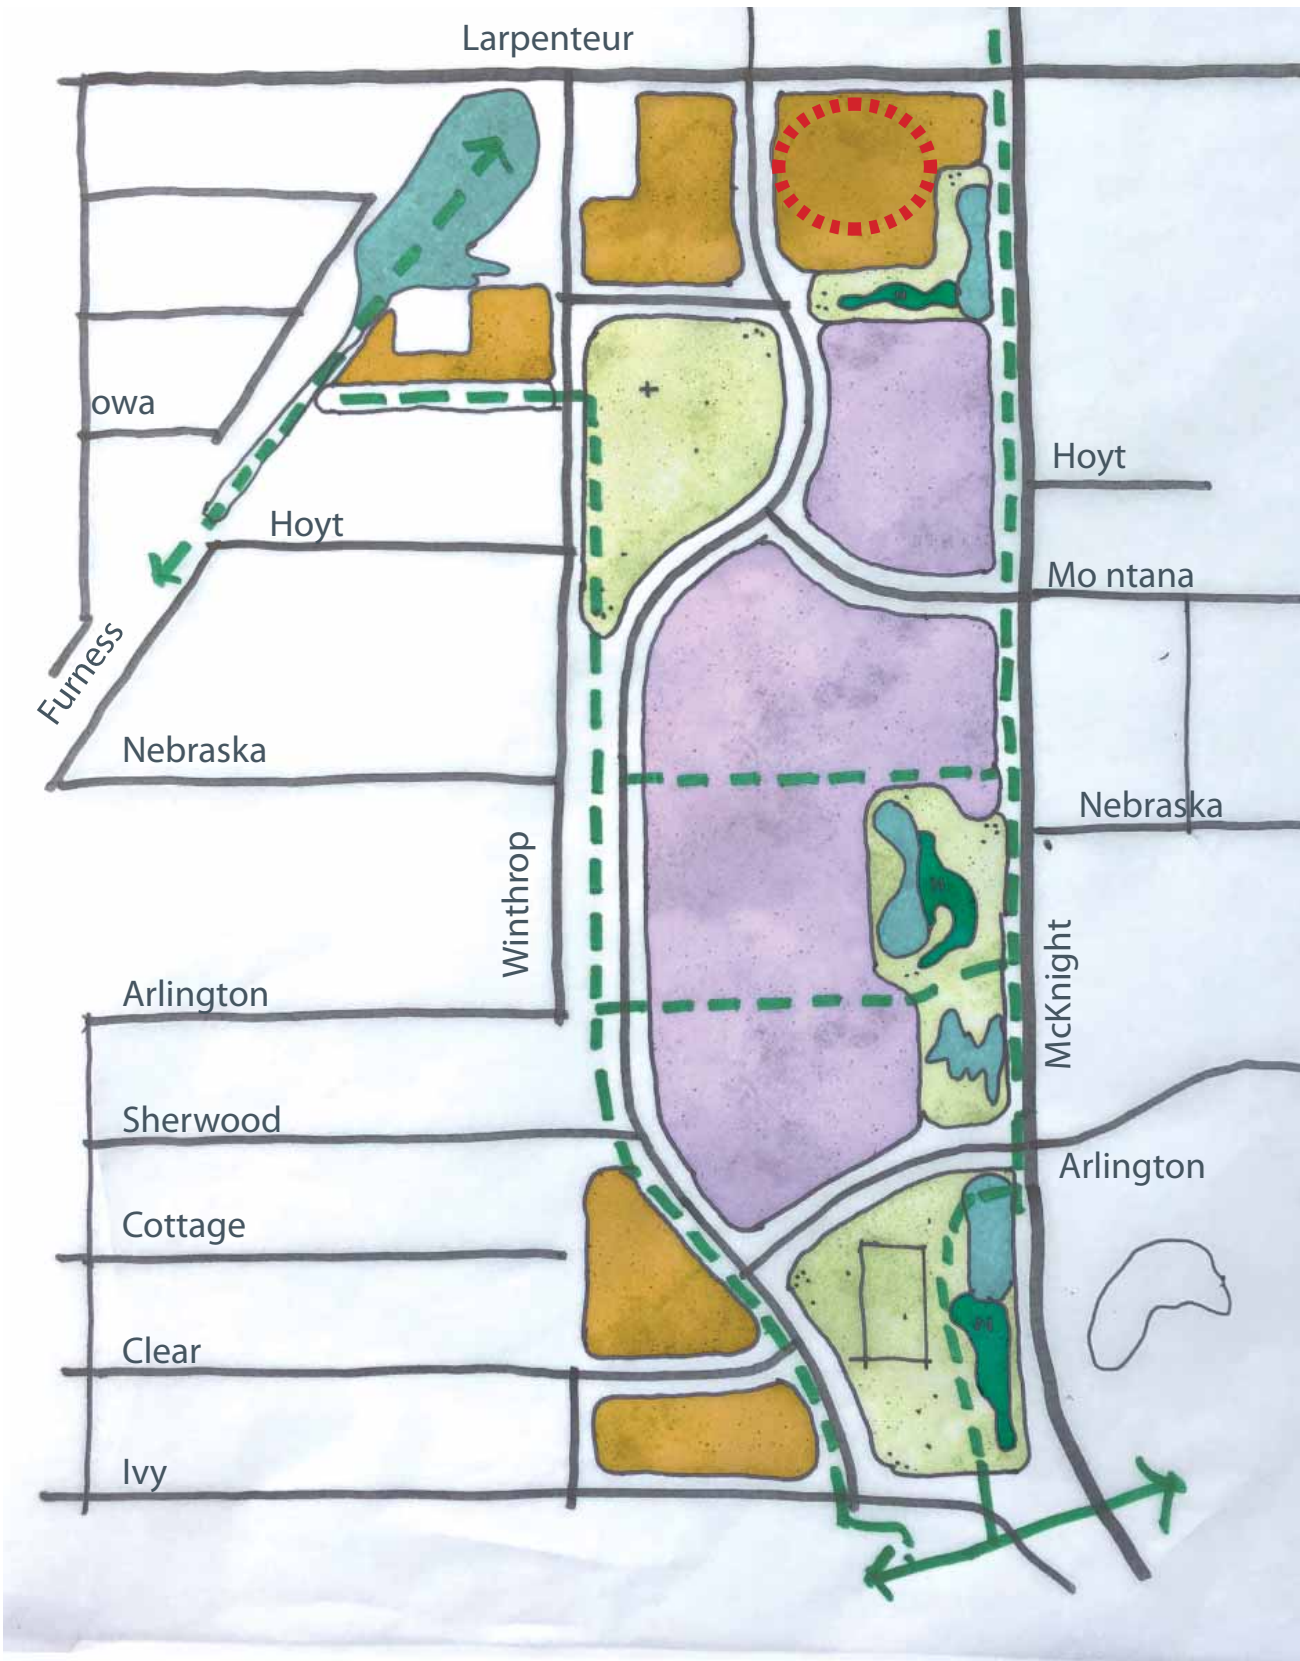 Larpenteur
owa
Hoyt
Hoyt
Mo ntana
Furness
Nebraska
Nebraska
Winthrop
McKnight
Arlington
Sherwood
Arlington
Cottage
Clear
Ivy